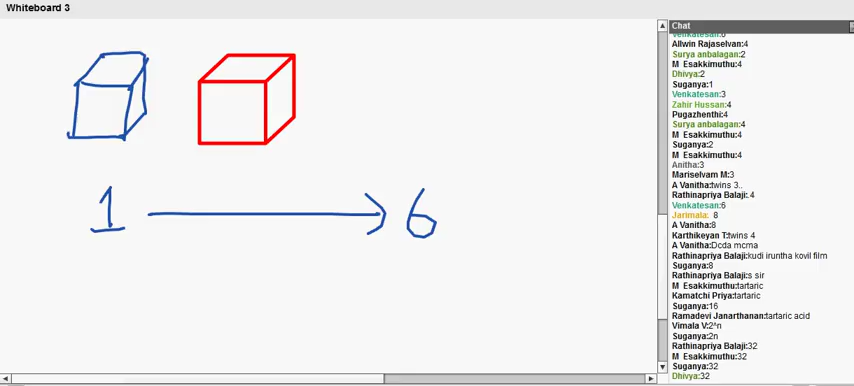 Whiteboard 3
1 6
Chat
Venkatesan:6
Allwin Rajaselvan:4
Surya anbalagan:2
M Esakkimuthu:4
Dhivya:2
Suganya:1
Venkatesan:3
Zahir Hussan:4
Pugazhenthi:4
Surya anbalagan:4
M Esakkimuthu:4
Suganya:2
M Esakkimuthu:4
Anitha:3
Mariselvam M:3
A Vanitha:twins 3..
Rathinapriya Balaji:.4
Venkatesan:6
Jarimala: 8
A Vanitha:8
Karthikeyan T:twins 4
A Vanitha:Dcda mcma
Rathinapriya Balaji:kudi iruntha kovil film
Suganya:8
Rathinapriya Balaji:s sir
M Esakkimuthu:tartaric
Kamatchi Priya:tartaric
Suganya:16
Ramadevi Janarthanan:tartaric acid
Vimala V:2^n
Suganya:2n
Rathinapriya Balaji:32
M Esakkimuthu:32
Suganya:32
Dhivya:32